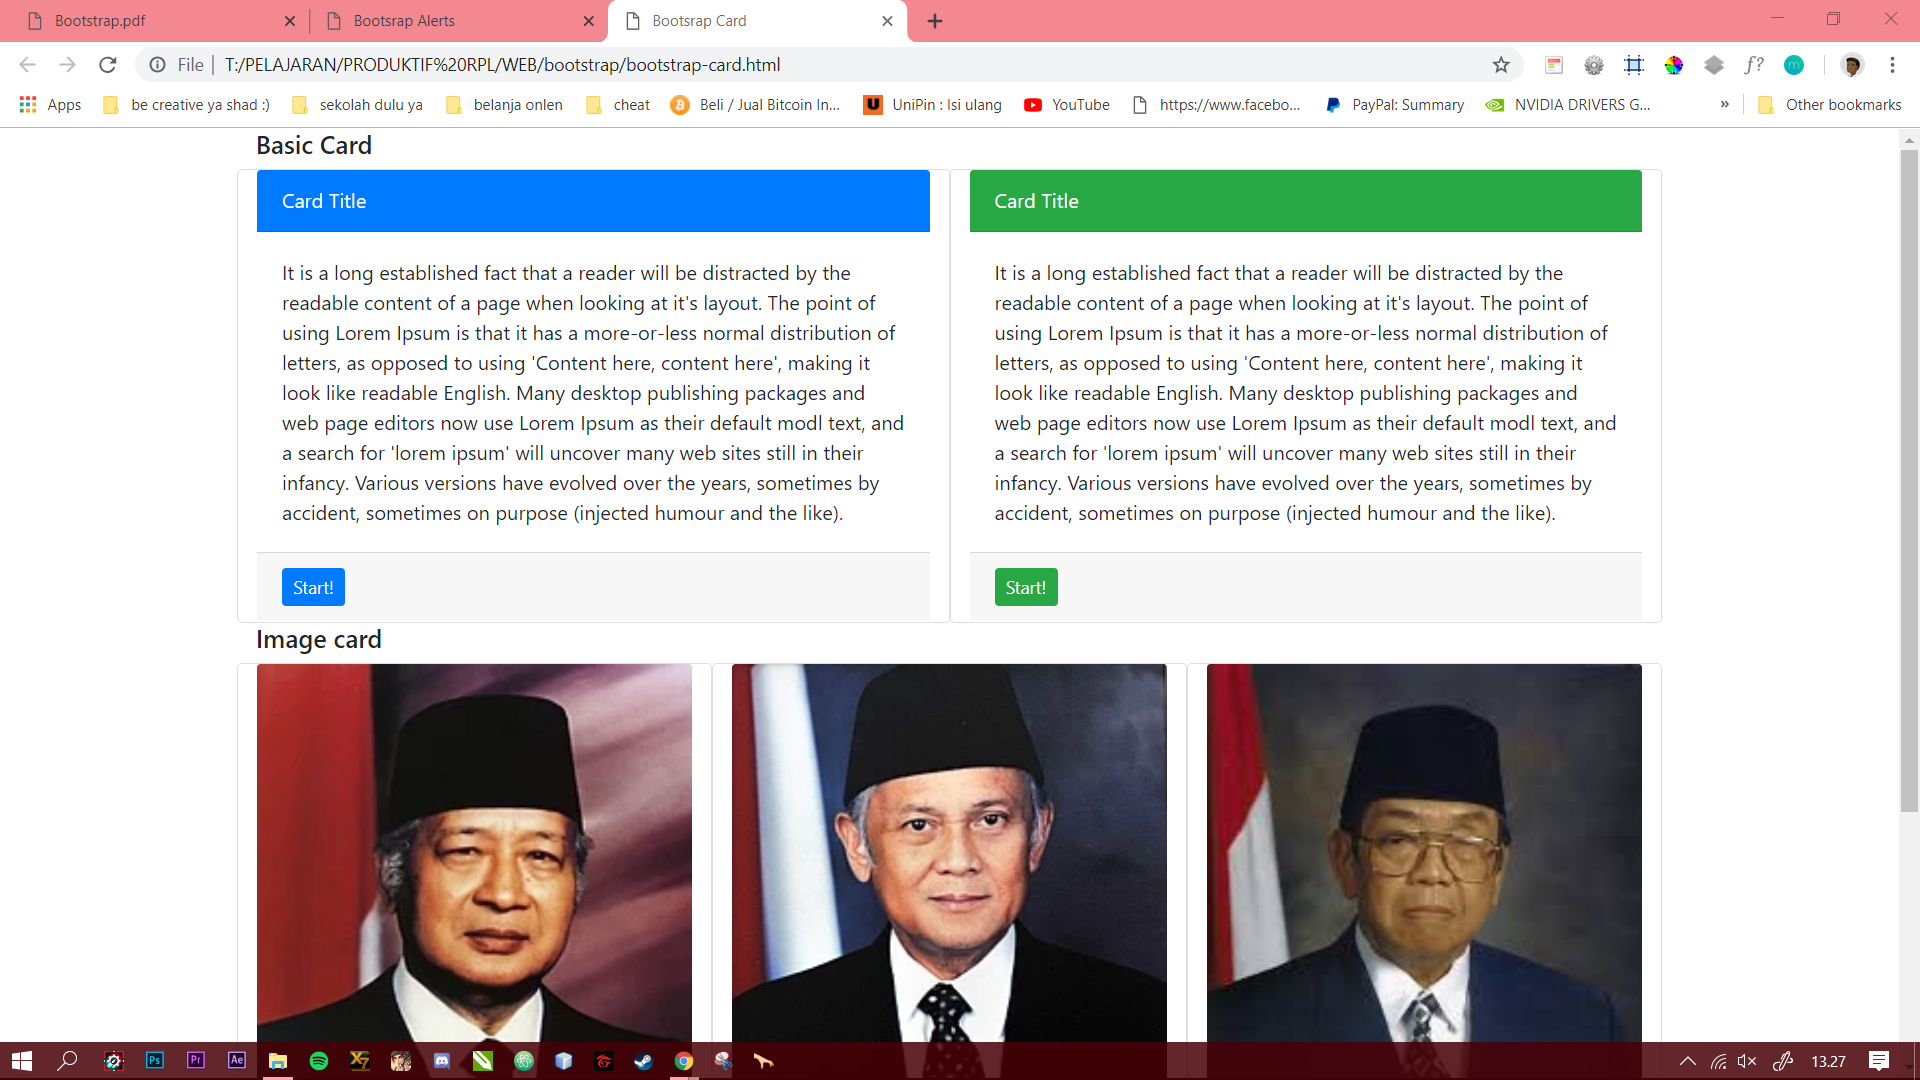 Bootstrap.pdf
Bootsrap Alerts
Bootsrap Card
File
T:/PELAJARAN/PRODUKTIF%20RPL/WEB/bootstrap/bootstrap-card.html
f?
m
Apps
be creative ya shad :)
sekolah dulu ya
belanja onlen
cheat
Beli / Jual Bitcoin In...
UniPin : Isi ulang
YouTube
https://www.facebo...
PayPal: Summary
NVIDIA DRIVERS G...
»
Other bookmarks
Basic Card
Card Title
It is a long established fact that a reader will be distracted by the
readable content of a page when looking at it's layout. The point of
using Lorem Ipsum is that it has a more-or-less normal distribution of
letters, as opposed to using 'Content here, content here', making it
look like readable English. Many desktop publishing packages and
web page editors now use Lorem Ipsum as their default modl text, and
a search for 'lorem ipsum' will uncover many web sites still in their
infancy. Various versions have evolved over the years, sometimes by
accident, sometimes on purpose (injected humour and the like).
Start!
Card Title
It is a long established fact that a reader will be distracted by the
readable content of a page when looking at it's layout. The point of
using Lorem Ipsum is that it has a more-or-less normal distribution of
letters, as opposed to using 'Content here, content here', making it
look like readable English. Many desktop publishing packages and
web page editors now use Lorem Ipsum as their default modl text, and
a search for 'lorem ipsum' will uncover many web sites still in their
infancy. Various versions have evolved over the years, sometimes by
accident, sometimes on purpose (injected humour and the like).
Start!
Image card
Ps
Pr
Ae
13.27